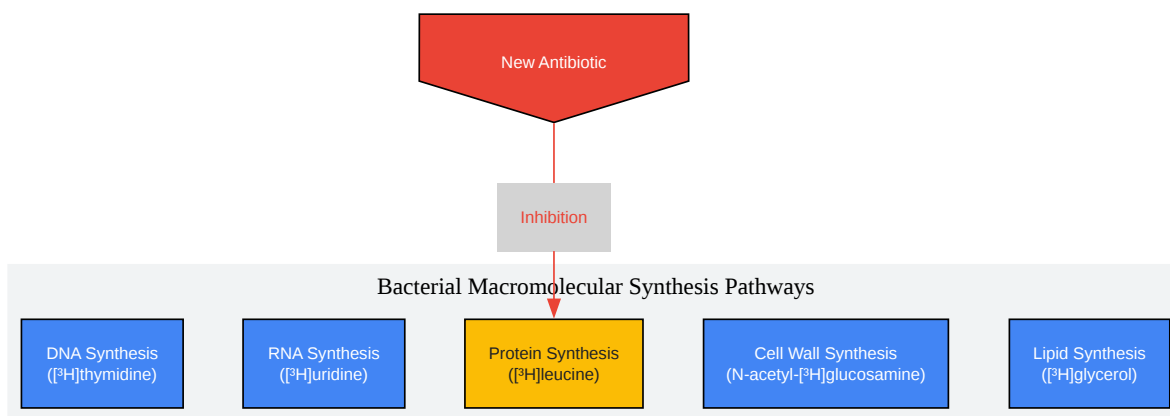 New Antibiotic
Inhibition
Bacterial Macromolecular Synthesis Pathways
DNA Synthesis
([³H]thymidine)
RNA Synthesis
([³H]uridine)
Protein Synthesis
([³H]leucine)
Cell Wall Synthesis
(N-acetyl-[³H]glucosamine)
Lipid Synthesis
([³H]glycerol)